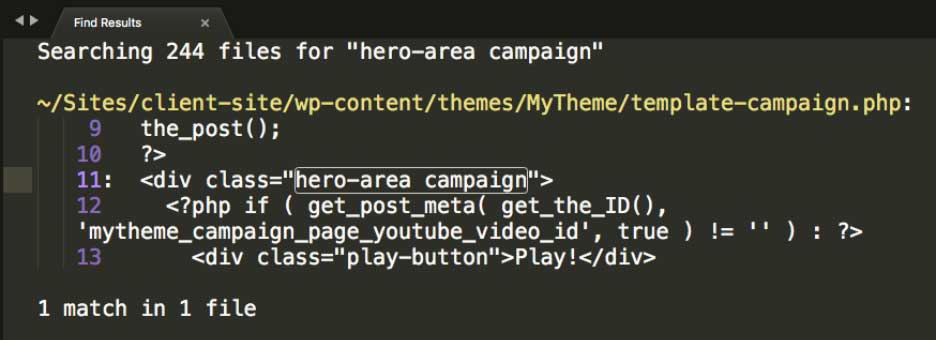 Find Results ×
Searching 244 files for "hero-area campaign"
~/Sites/client-site/wp-content/themes/MyTheme/template-campaign.php:
9 the_post();
10 ?>
11: <div class="hero-area campaign">
12 <?php if ( get_post_meta( get_the_ID(),
'mytheme_campaign_page_youtube_video_id', true ) != '' ) : ?>
13 <div class="play-button">Play!</div>
1 match in 1 file